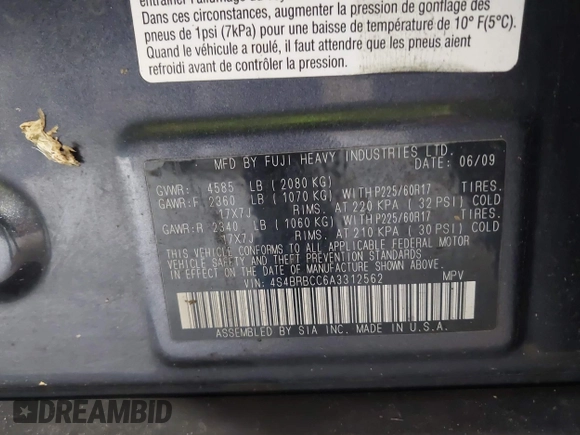 Dans ces circonstances, augmenter la pression de gonflage des
pneus de 1psi (7kPa) pour une baisse de température de 10° F(5°C).
Quand le véhicule a roulé, il faut attendre que les pneus aient
refroidi avant de contrôler la pression.
MFD BY FUJI HEAVY INDUSTRIES LTD.
DATE: 06/09
GVWR: 4585 LB ( 2080 KG)
GAWR:F 2360 LB ( 1070 KG) WITH P225/60R17 TIRES.
17X7J RIMS. AT 220 KPA ( 32 PSI) COLD
GAWR:R 2340 LB ( 1060 KG) WITH P225/60R17 TIRES.
17X7J RIMS. AT 210 KPA ( 30 PSI) COLD
THIS VEHICLE CONFORMS TO ALL APPLICABLE FEDERAL MOTOR
VEHICLE SAFETY AND THEFT PREVENTION STANDARDS IN
EFFECT ON THE DATE OF MANUFACTURE SHOWN ABOVE.
VIN: 4S4BRBCC6A3312562 MPV
ASSEMBLED BY SIA INC. MADE IN U.S.A.
DREAMBID